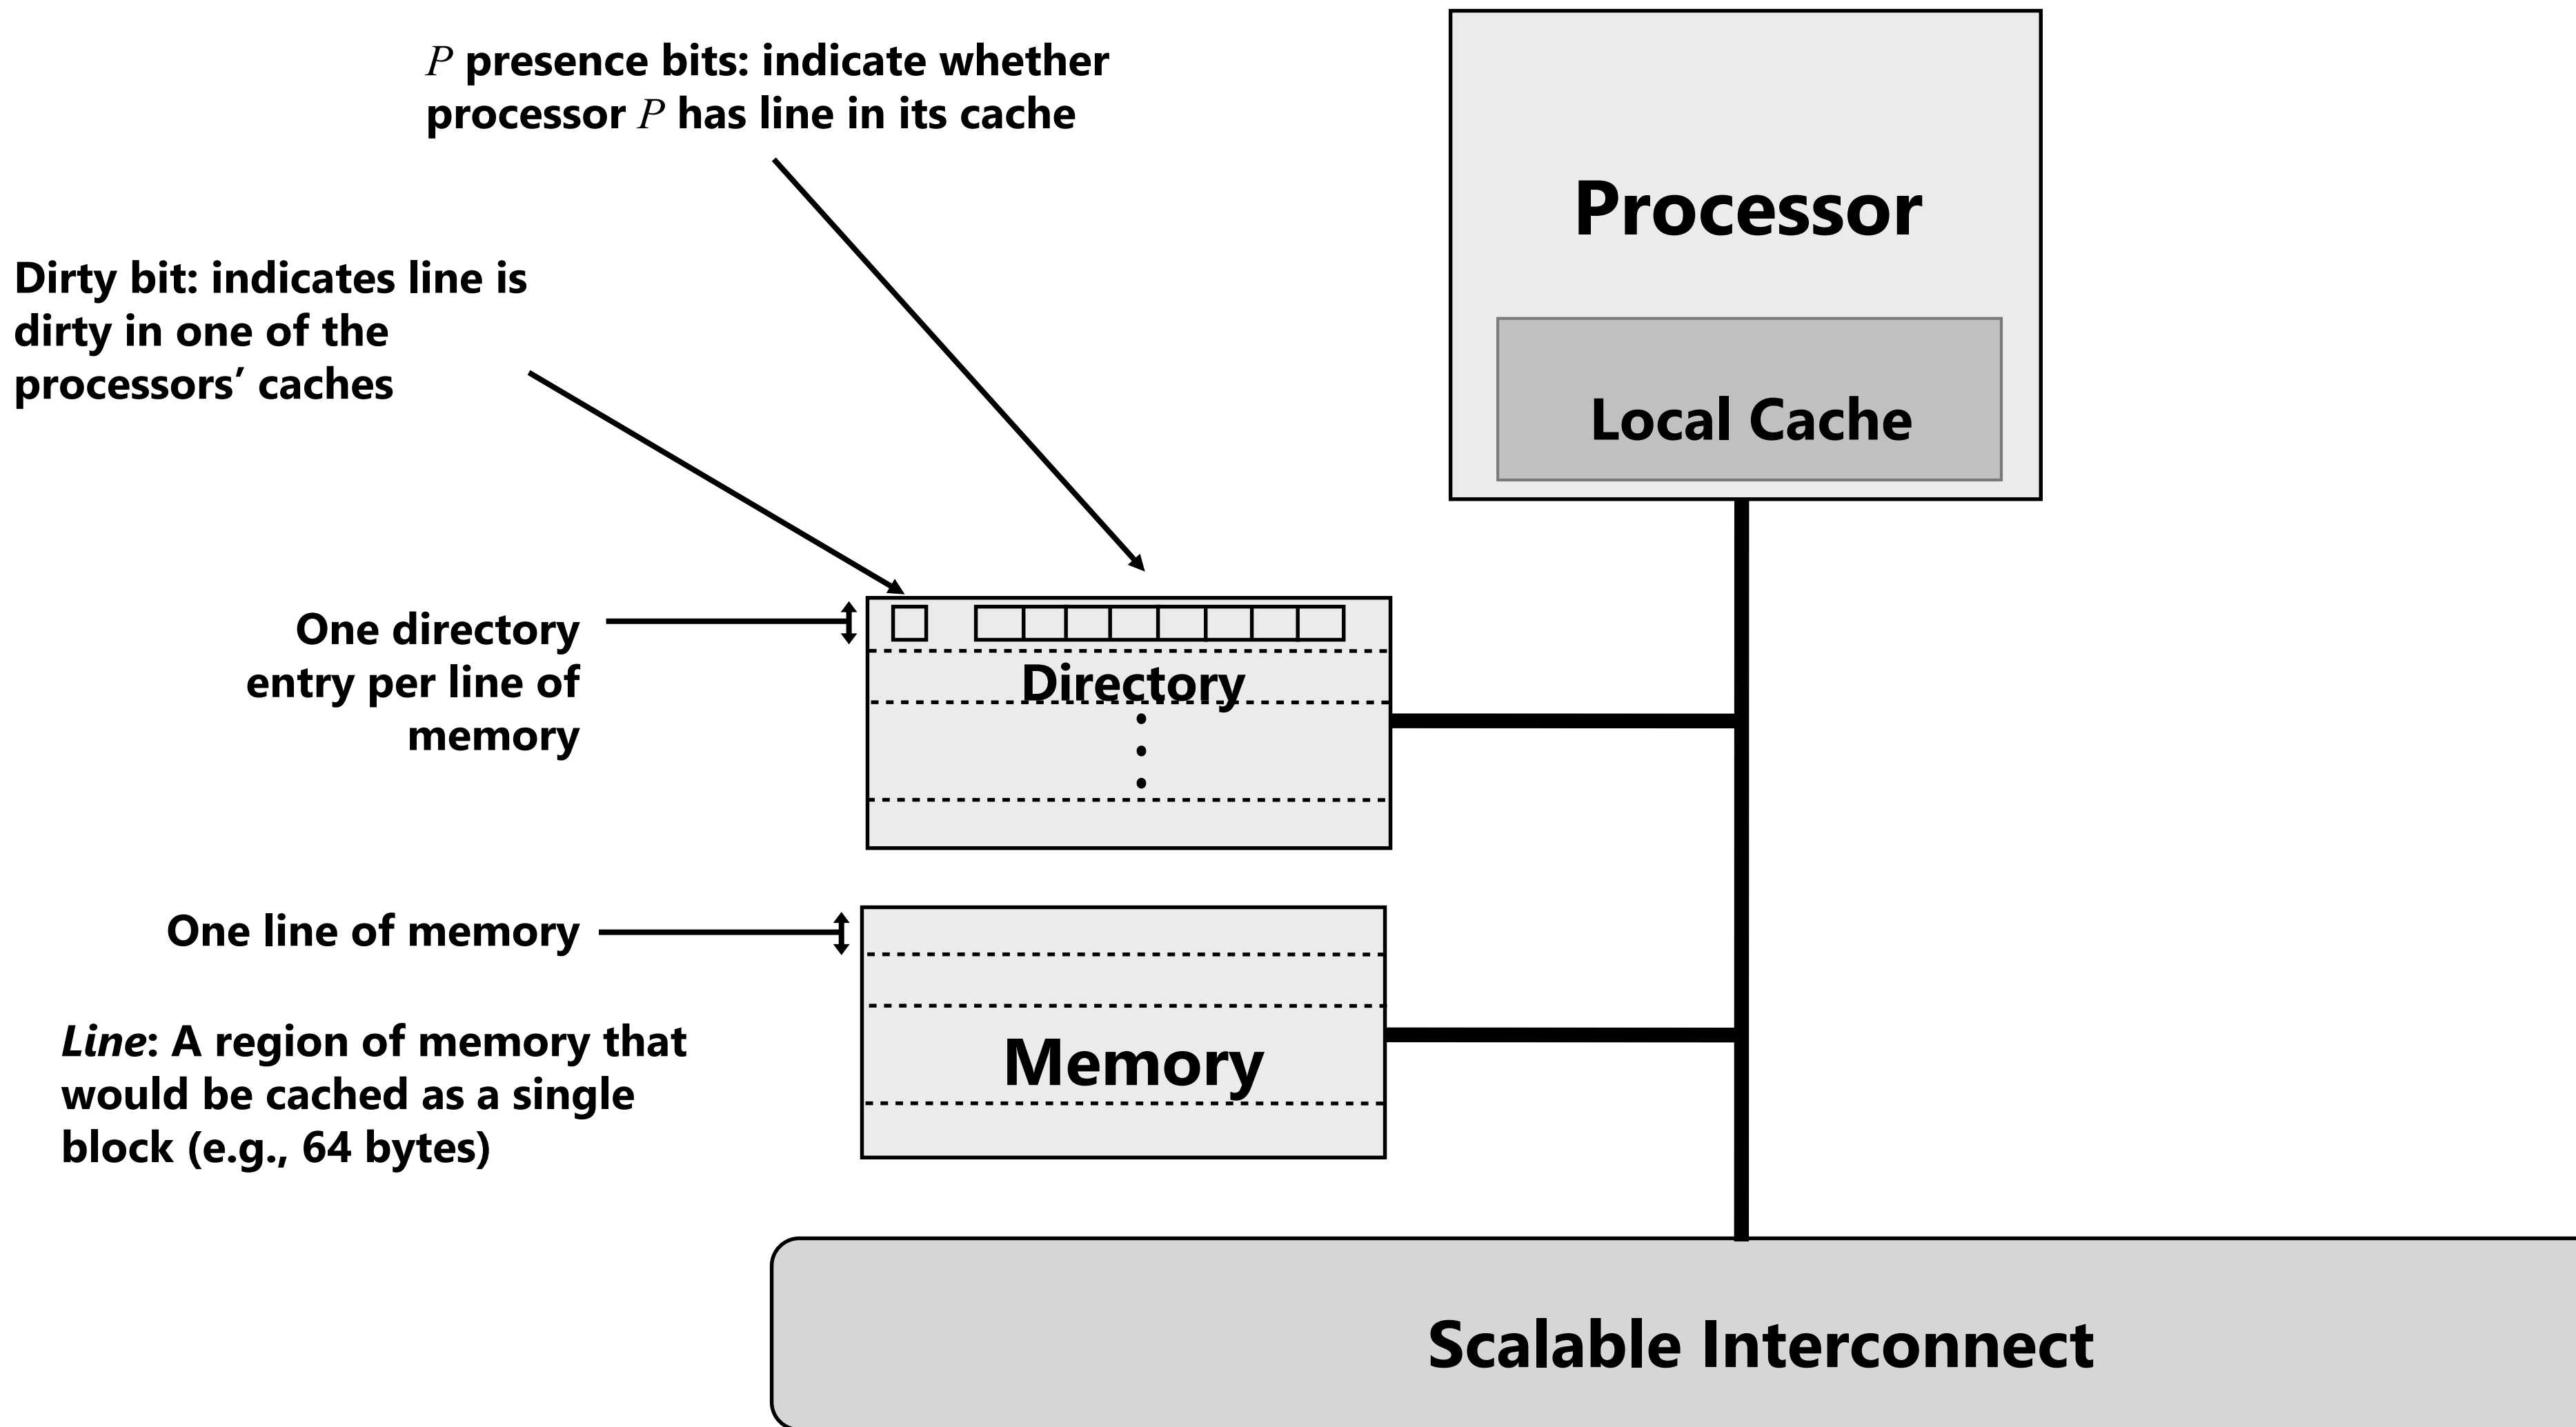 P presence bits: indicate whether
processor P has line in its cache
Processor
Local Cache
Dirty bit: indicates line is
dirty in one of the
processors’ caches
One directory
entry per line of
memory
Directory
One line of memory
Line: A region of memory that
would be cached as a single
block (e.g., 64 bytes)
Memory
Scalable Interconnect